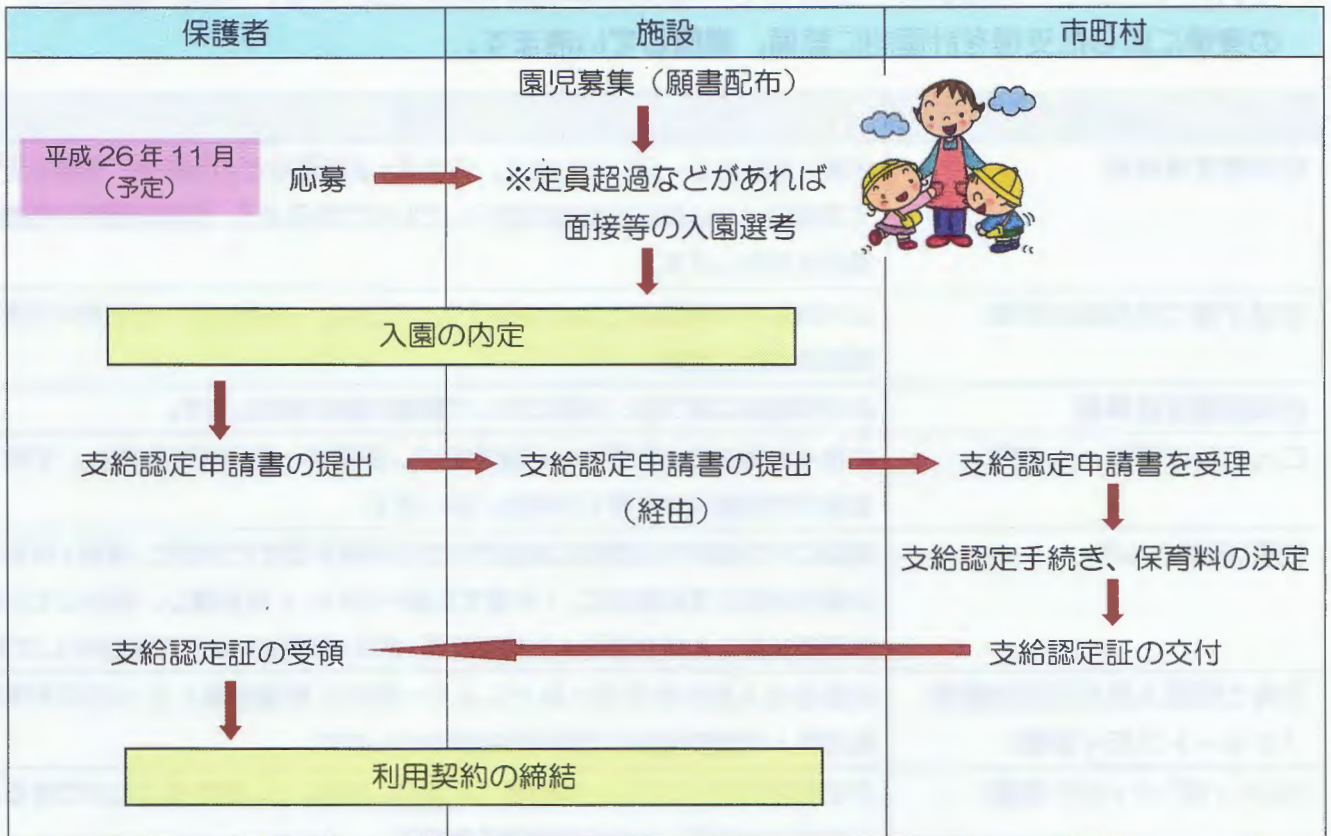 保護者 施設 市町村
園児募集（願書配布）
平成26年11月
（予定）
応募 ※定員超過などがあれば
面接等の入園選考
入園の内定
支給認定申請書の提出 支給認定申請書の提出 支給認定申請書を受理
（経由）
支給認定手続き、保育料の決定
支給認定証の受領 支給認定証の交付
利用契約の締結